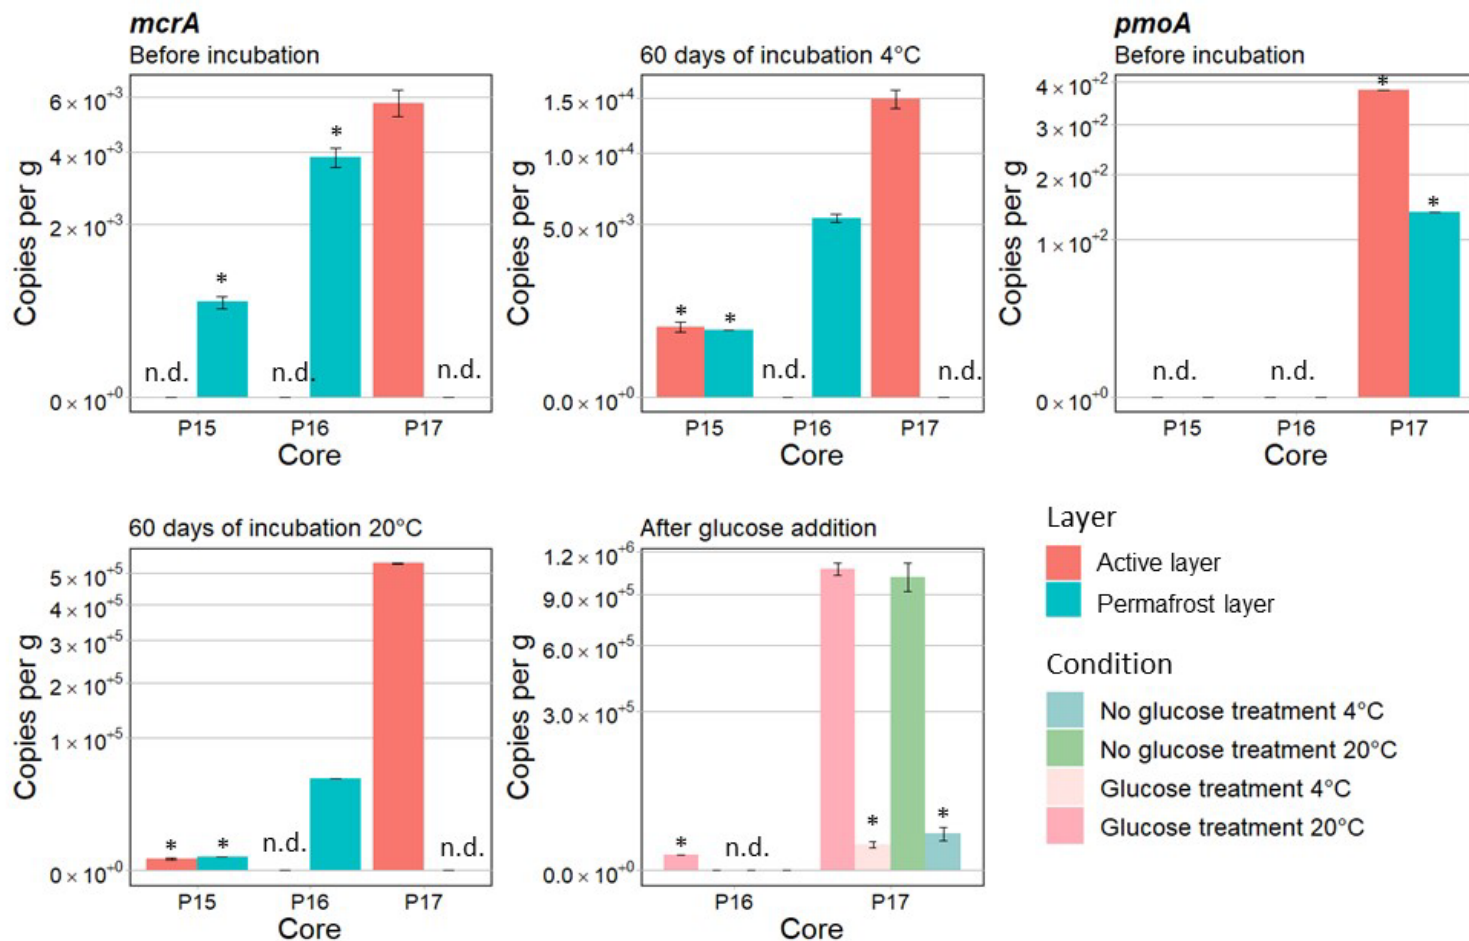 mcrA
Before incubation
Copies per g
6 × 10⁺³
4 × 10⁺³
2 × 10⁺³
0 × 10⁺⁰
n.d.
*
n.d.
*
n.d.
P15 P16 P17
Core
60 days of incubation 4°C
Copies per g
1.5 × 10⁺⁴
1.0 × 10⁺⁴
5.0 × 10⁺³
0.0 × 10⁺⁰
*
*
n.d.
n.d.
P15 P16 P17
Core
pmoA
Before incubation
Copies per g
4 × 10⁺²
3 × 10⁺²
2 × 10⁺²
1 × 10⁺²
0 × 10⁺⁰
n.d.
n.d.
*
*
P15 P16 P17
Core
60 days of incubation 20°C
Copies per g
5 × 10⁺⁵
4 × 10⁺⁵
3 × 10⁺⁵
2 × 10⁺⁵
1 × 10⁺⁵
0 × 10⁺⁰
*
*
n.d.
n.d.
P15 P16 P17
Core
After glucose addition
Copies per g
1.2 × 10⁺⁶
9.0 × 10⁺⁵
6.0 × 10⁺⁵
3.0 × 10⁺⁵
0.0 × 10⁺⁰
*
n.d.
*
*
P16 P17
Core
Layer
Active layer
Permafrost layer
Condition
No glucose treatment 4°C
No glucose treatment 20°C
Glucose treatment 4°C
Glucose treatment 20°C